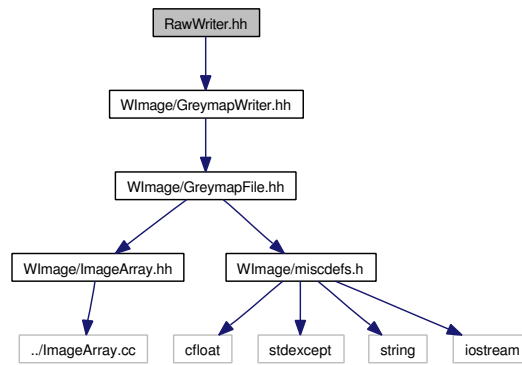 RawWriter.hh
WImage/GreymapWriter.hh
WImage/GreymapFile.hh
WImage/ImageArray.hh
WImage/miscdefs.h
../ImageArray.cc
cfloat
stdexcept
string
iostream